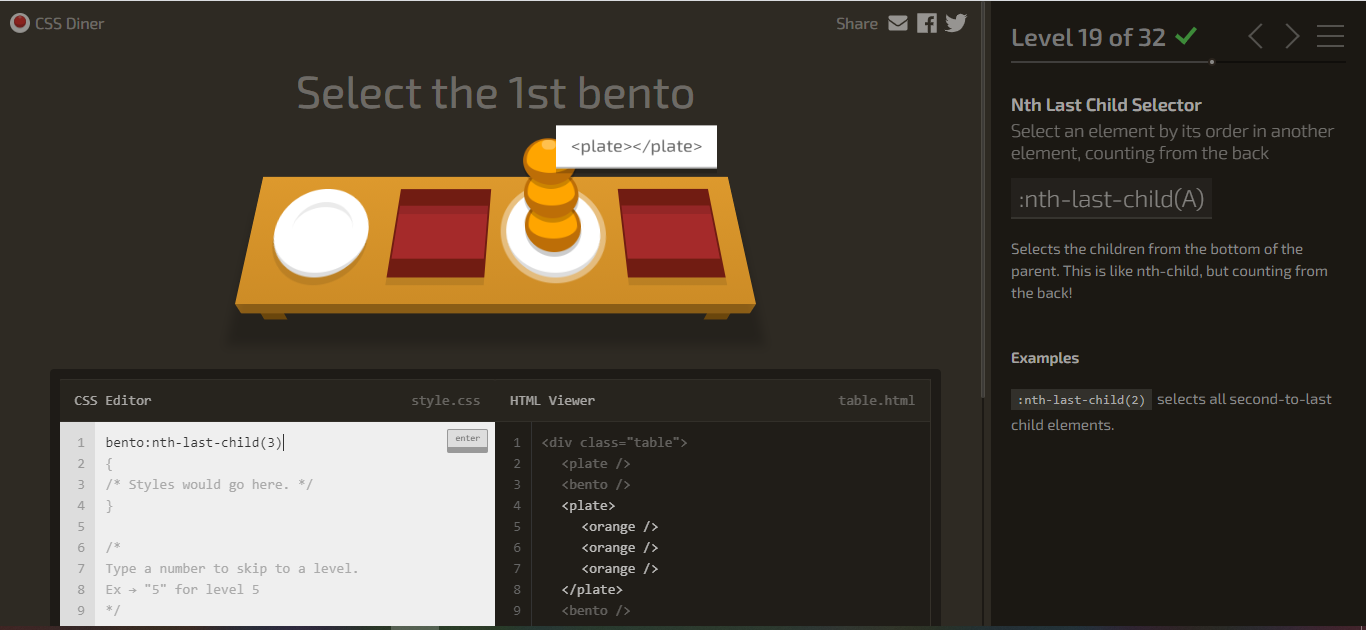 CSS Diner
Share
Select the 1st bento
<plate></plate>
CSS Editor
style.css
1 bento:nth-last-child(3)
enter
2 {
3 /* Styles would go here. */
4 }
5
6 /*
7 Type a number to skip to a level.
8 Ex → "5" for level 5
9 */
HTML Viewer
table.html
1 <div class="table">
2 <plate />
3 <bento />
4 <plate>
5 <orange />
6 <orange />
7 <orange />
8 </plate>
9 <bento />
Level 19 of 32
Nth Last Child Selector
Select an element by its order in another
element, counting from the back
:nth-last-child(A)
Selects the children from the bottom of the
parent. This is like nth-child, but counting from
the back!
Examples
:nth-last-child(2) selects all second-to-last
child elements.